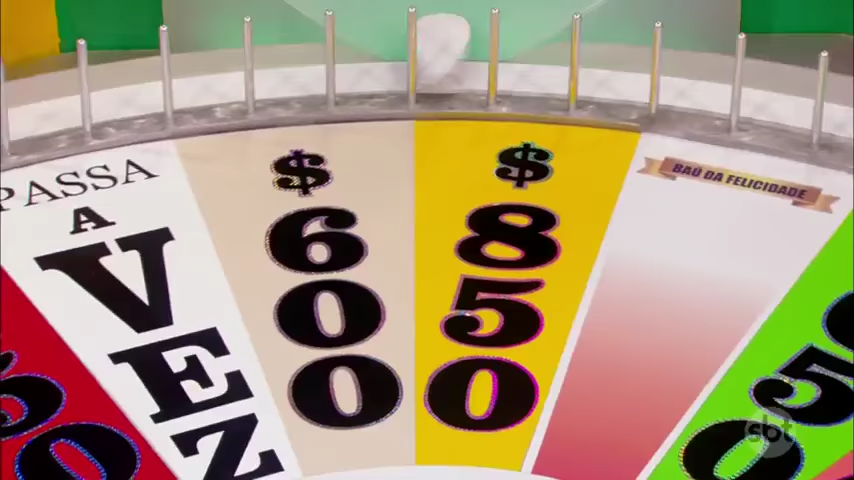 PASSA
A
VEZ
$
600
$
850
BAÚ DA FELICIDADE
sbt